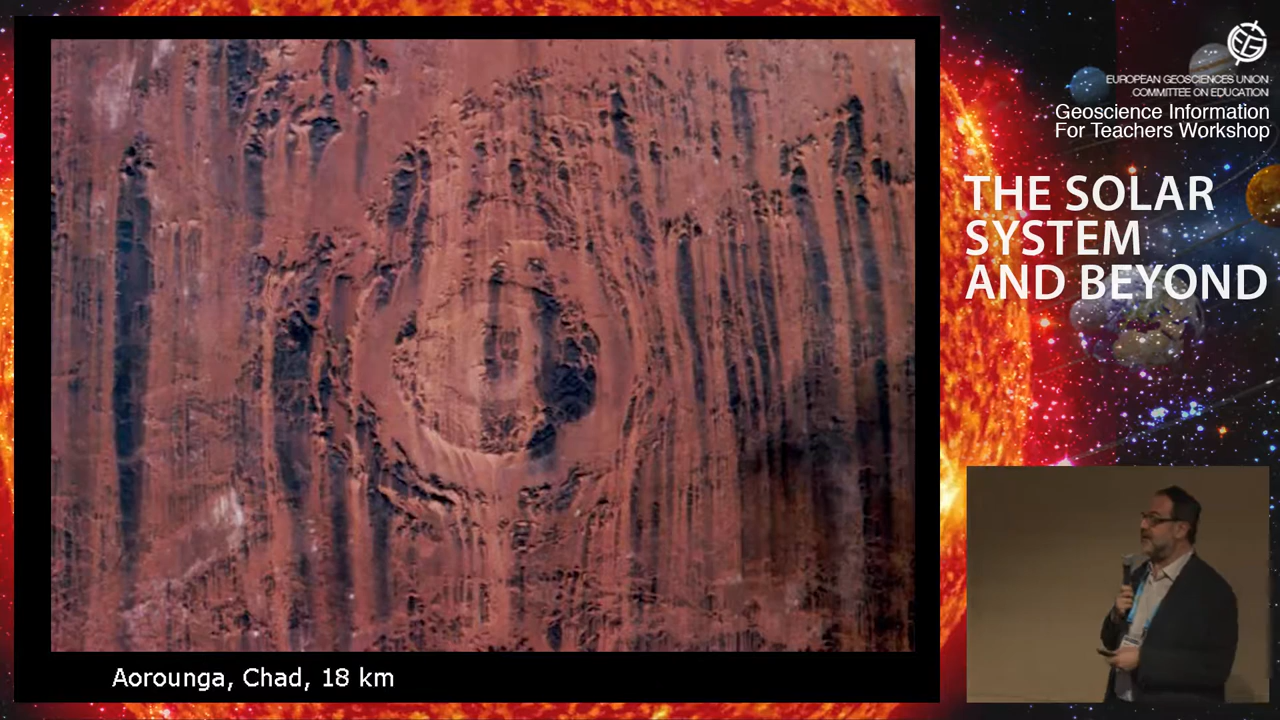 EUROPEAN GEOSCIENCES UNION
COMMITTEE ON EDUCATION
Geoscience Information
For Teachers Workshop
THE SOLAR
SYSTEM
AND BEYOND
Aorounga, Chad, 18 km